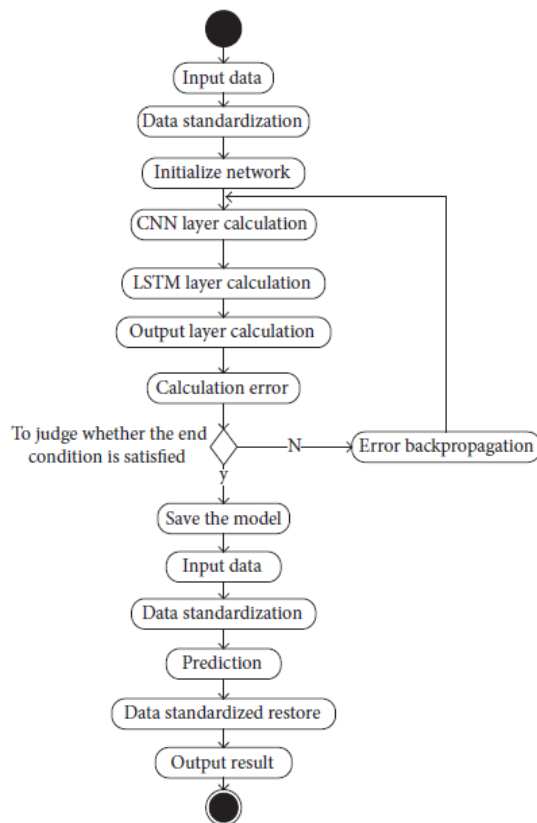 Input data
Data standardization
Initialize network
CNN layer calculation
LSTM layer calculation
Output layer calculation
Calculation error
To judge whether the end
condition is satisfied
N
Error backpropagation
y
Save the model
Input data
Data standardization
Prediction
Data standardized restore
Output result